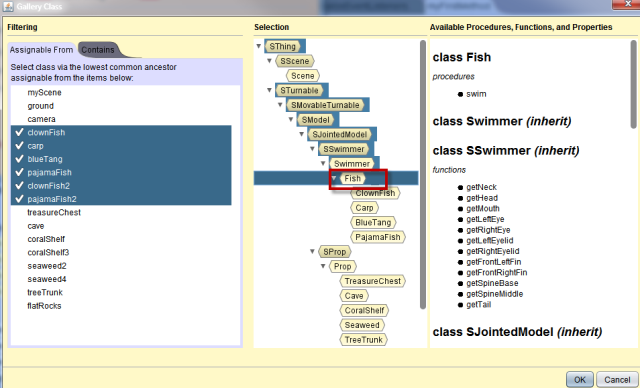 Gallery Class
Filtering
Assignable From
Contains
Select class via the lowest common ancestor
assignable from the items below:
myScene
ground
camera
clownFish
carp
blueTang
pajamaFish
clownFish2
pajamaFish2
treasureChest
cave
coralShelf
coralShelf3
seaweed2
seaweed4
treeTrunk
flatRocks
Selection
SThing
SScene
Scene
STurnable
SMovableTurnable
SModel
SJointedModel
SSwimmer
Swimmer
Fish
ClownFish
Carp
BlueTang
PajamaFish
SProp
Prop
TreasureChest
Cave
CoralShelf
Seaweed
TreeTrunk
Available Procedures, Functions, and Properties
class Fish
procedures
swim
class Swimmer (inherit)
class SSwimmer (inherit)
functions
getNeck
getHead
getMouth
getLeftEye
getRightEye
getLeftEyelid
getRightEyelid
getFrontLeftFin
getFrontRightFin
getSpineBase
getSpineMiddle
getTail
class SJointedModel (inherit)
OK
Cancel